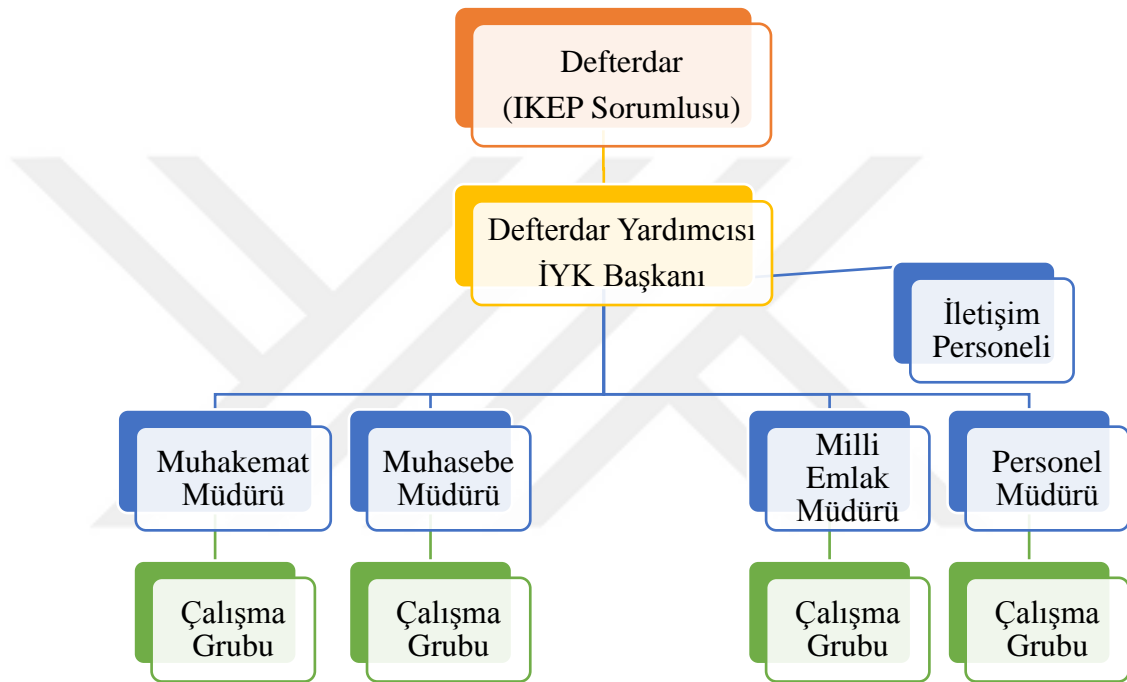 Defterdar
(IKEP Sorumlusu)
Defterdar Yardımcısı
İYK Başkanı
İletişim
Personeli
Muhakemat
Müdürü
Muhasebe
Müdürü
Milli
Emlak
Müdürü
Personel
Müdürü
Çalışma
Grubu
Çalışma
Grubu
Çalışma
Grubu
Çalışma
Grubu